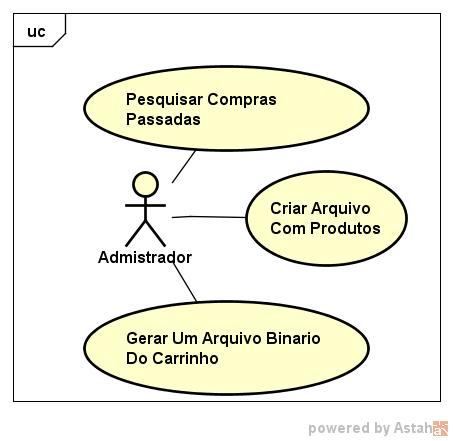 uc
Pesquisar Compras
Passadas
Criar Arquivo
Com Produtos
Admistrador
Gerar Um Arquivo Binario
Do Carrinho
powered by Astah